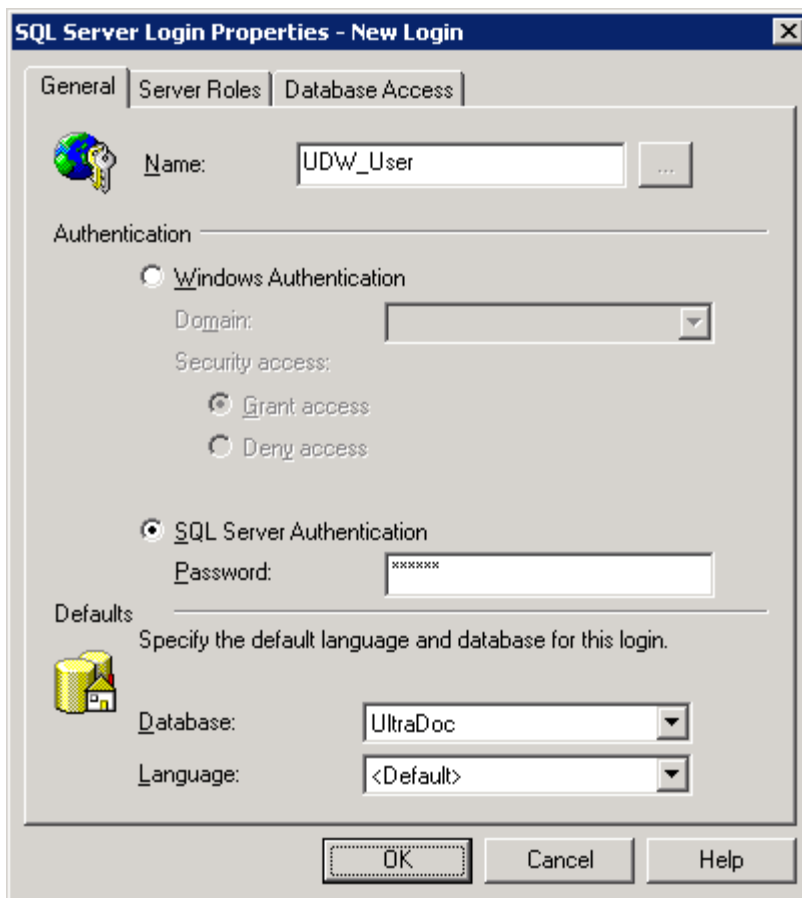 SQL Server Login Properties - New Login
General Server Roles Database Access
Name: UDW_User ...
Authentication
Windows Authentication
Domain:
Security access:
Grant access
Deny access
SQL Server Authentication
Password: ******
Defaults
Specify the default language and database for this login.
Database: UltraDoc
Language: <Default>
OK Cancel Help